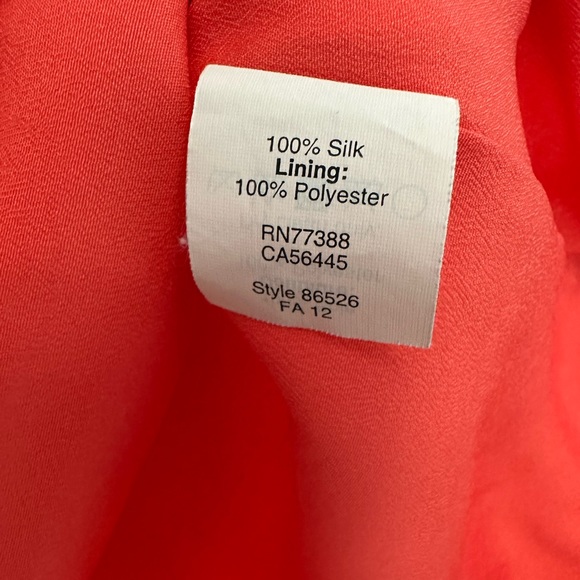 100% Silk
Lining:
100% Polyester
RN77388
CA56445
Style 86526
FA 12